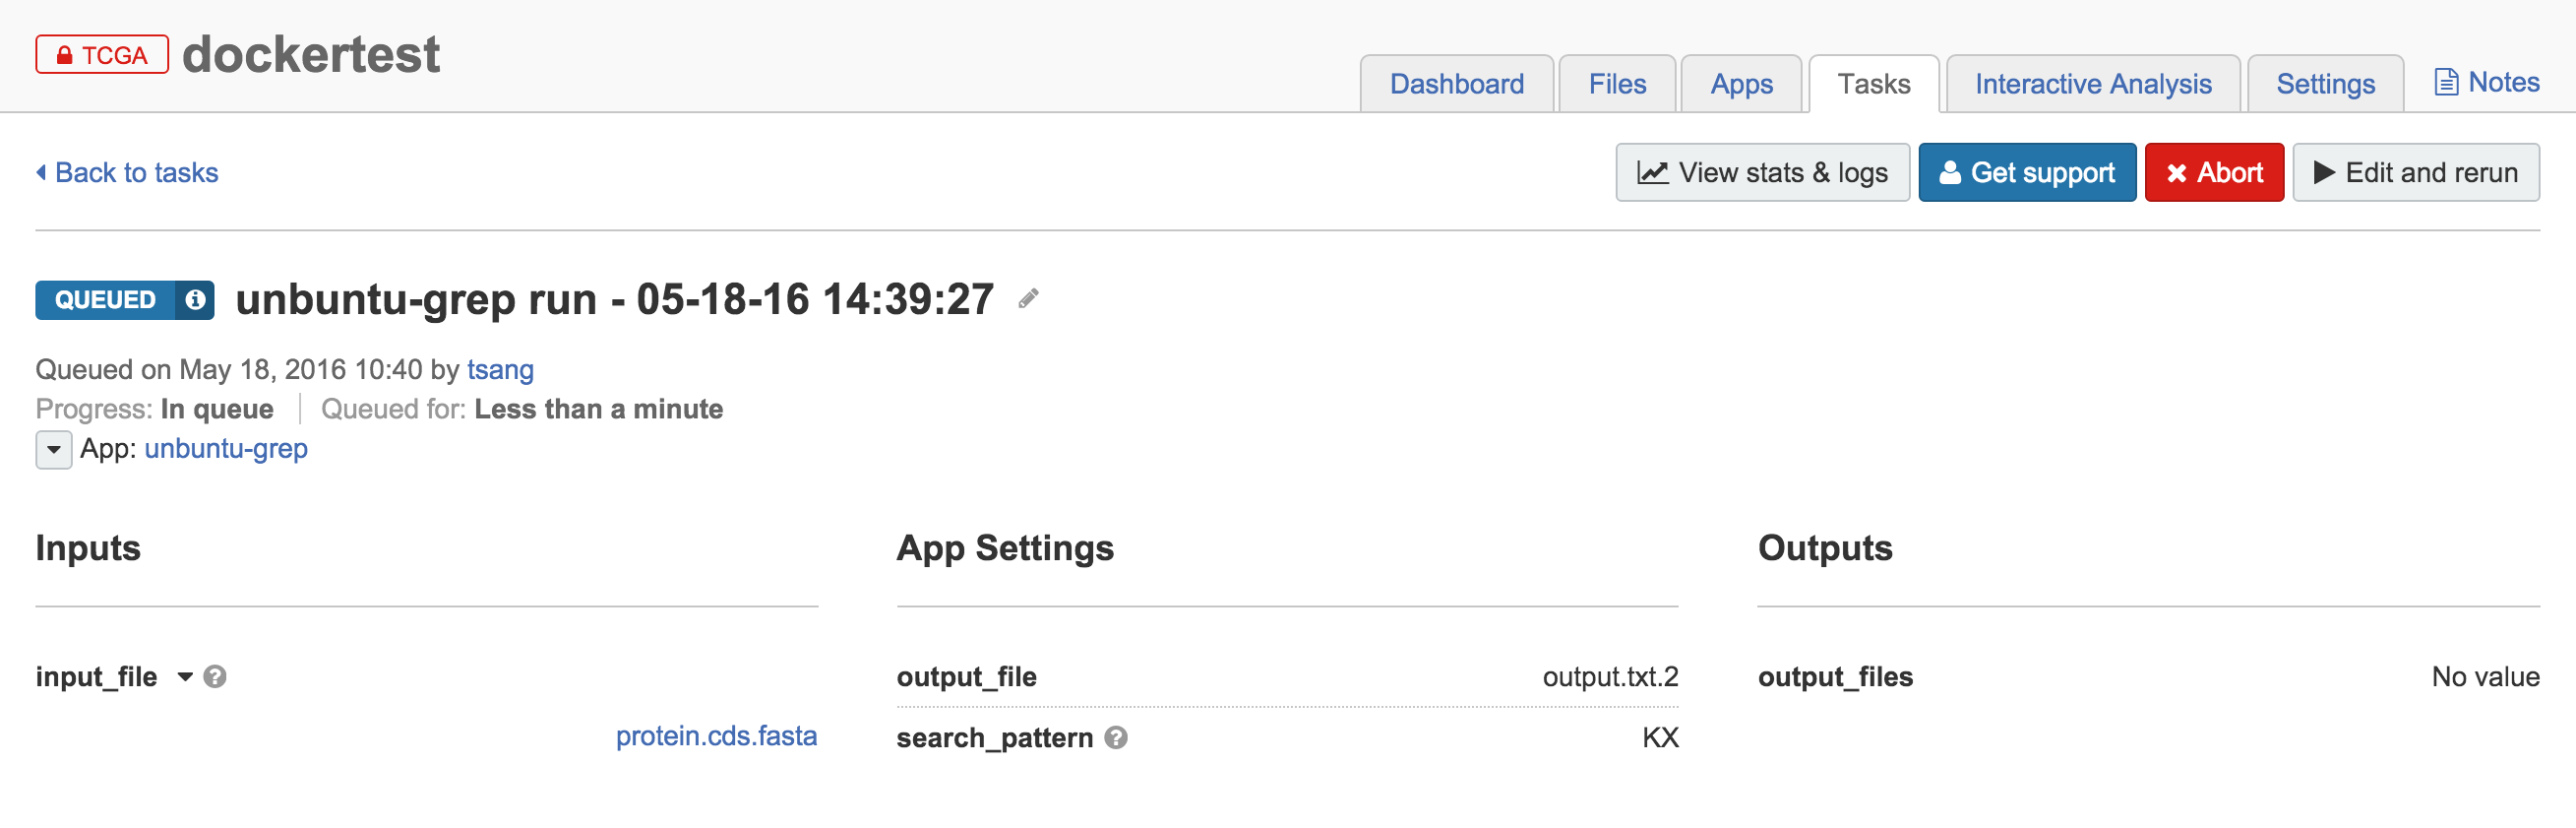 TCGA dockertest
Dashboard Files Apps Tasks Interactive Analysis Settings Notes
Back to tasks
View stats & logs Get support Abort Edit and rerun
QUEUED unbuntu-grep run - 05-18-16 14:39:27
Queued on May 18, 2016 10:40 by tsang
Progress: In queue Queued for: Less than a minute
App: unbuntu-grep
Inputs App Settings Outputs
input_file output_file output.txt.2 output_files No value
protein.cds.fasta search_pattern KX